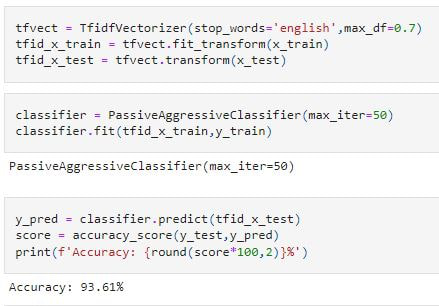 tfvect = TfidfVectorizer(stop_words='english',max_df=0.7)
tfid_x_train = tfvect.fit_transform(x_train)
tfid_x_test = tfvect.transform(x_test)
classifier = PassiveAggressiveClassifier(max_iter=50)
classifier.fit(tfid_x_train,y_train)
PassiveAggressiveClassifier(max_iter=50)
y_pred = classifier.predict(tfid_x_test)
score = accuracy_score(y_test,y_pred)
print(f'Accuracy: {round(score*100,2)}%')
Accuracy: 93.61%